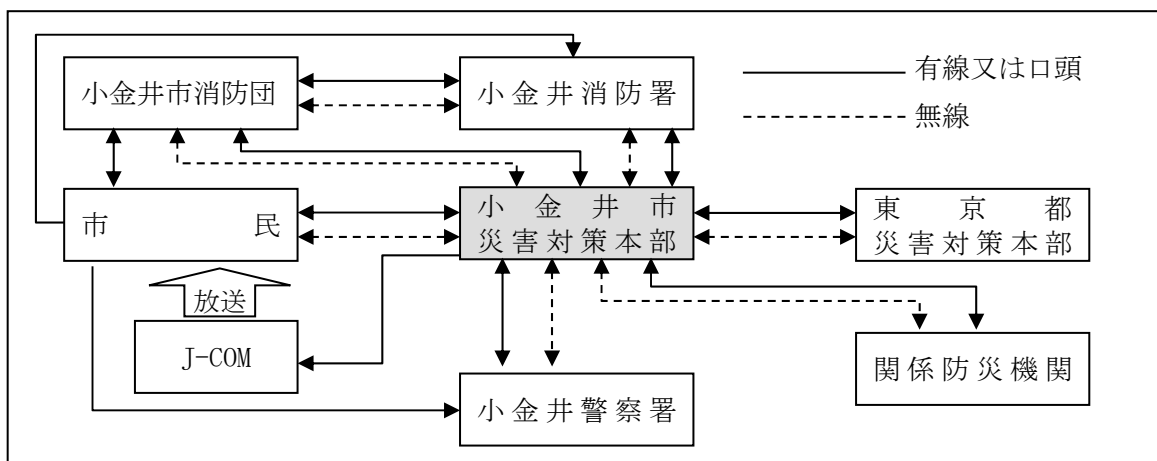 小金井市消防団
小金井消防署
有線又は口頭
無線
市民
小金井市
災害対策本部
東京都
災害対策本部
放送
J-COM
関係防災機関
小金井警察署